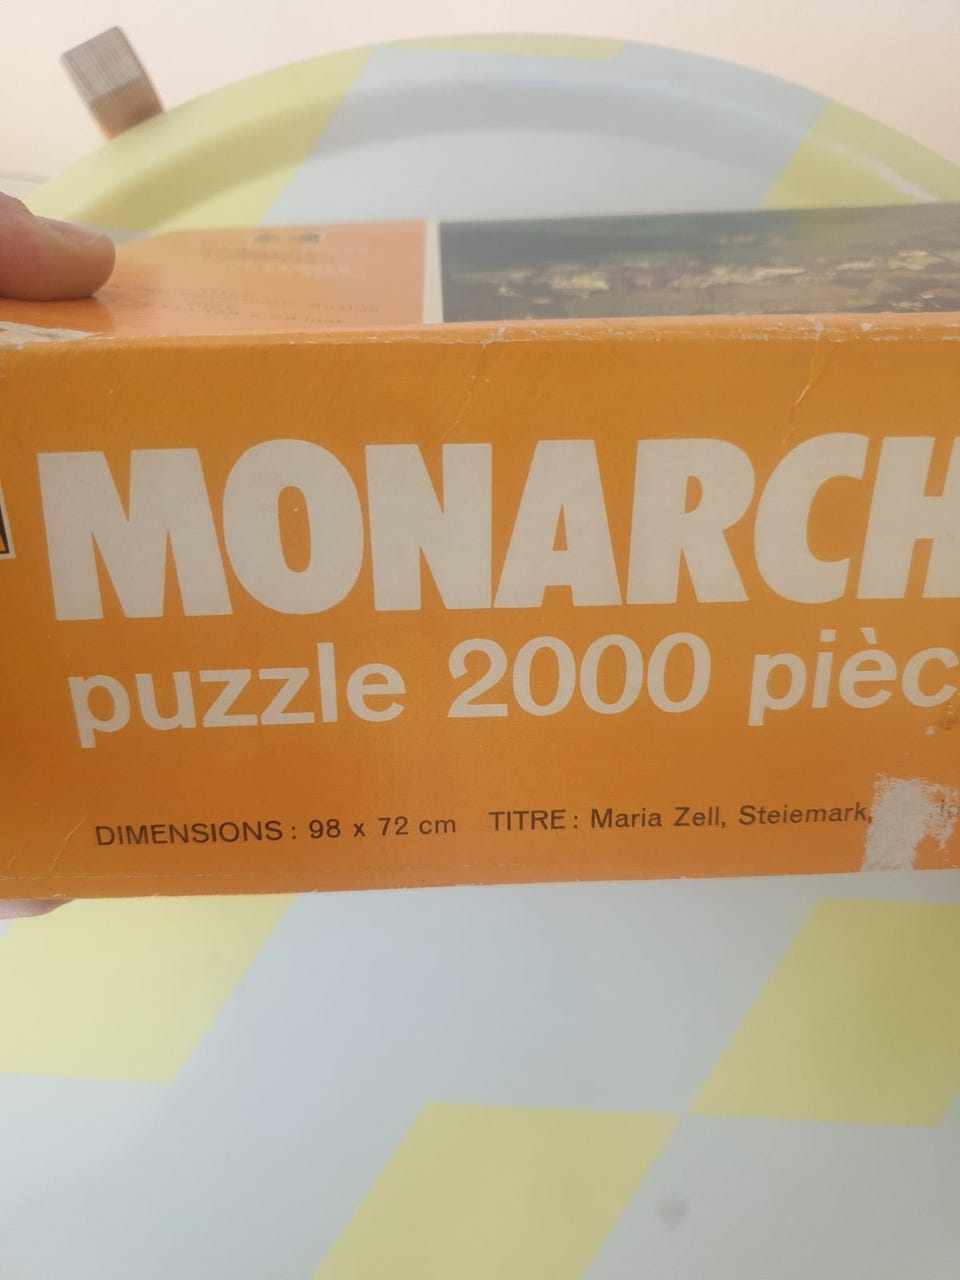 MONARCH
puzzle 2000 pièc
DIMENSIONS : 98 x 72 cm TITRE : Maria Zell, Steiemark,